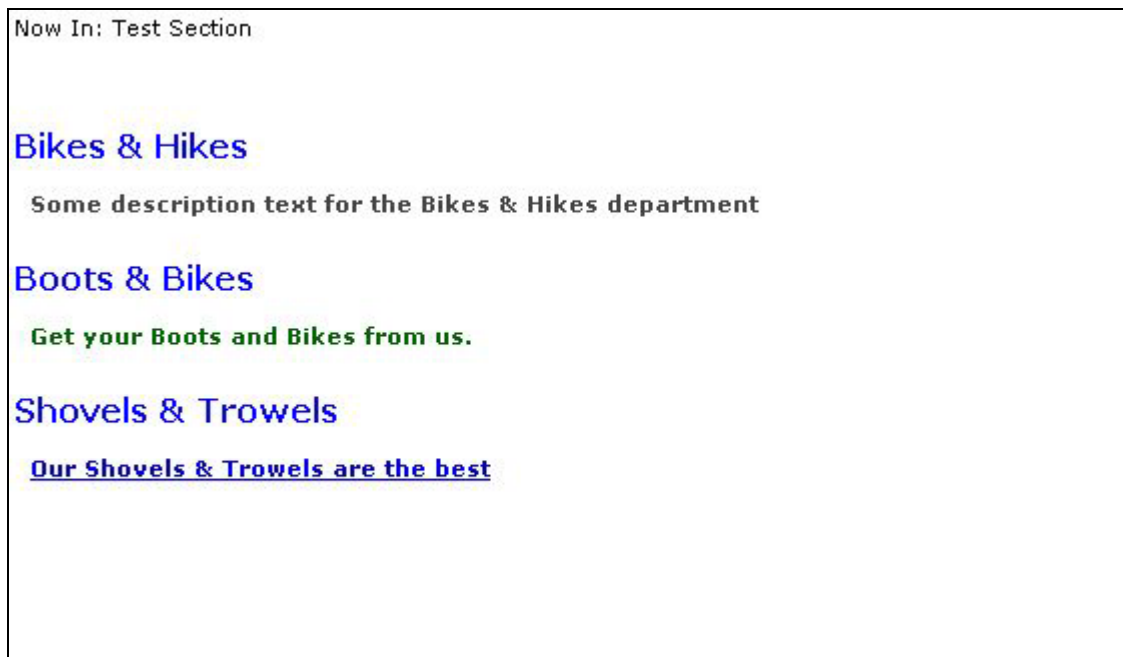 Now In: Test Section
Bikes & Hikes
Some description text for the Bikes & Hikes department
Boots & Bikes
Get your Boots and Bikes from us.
Shovels & Trowels
Our Shovels & Trowels are the best